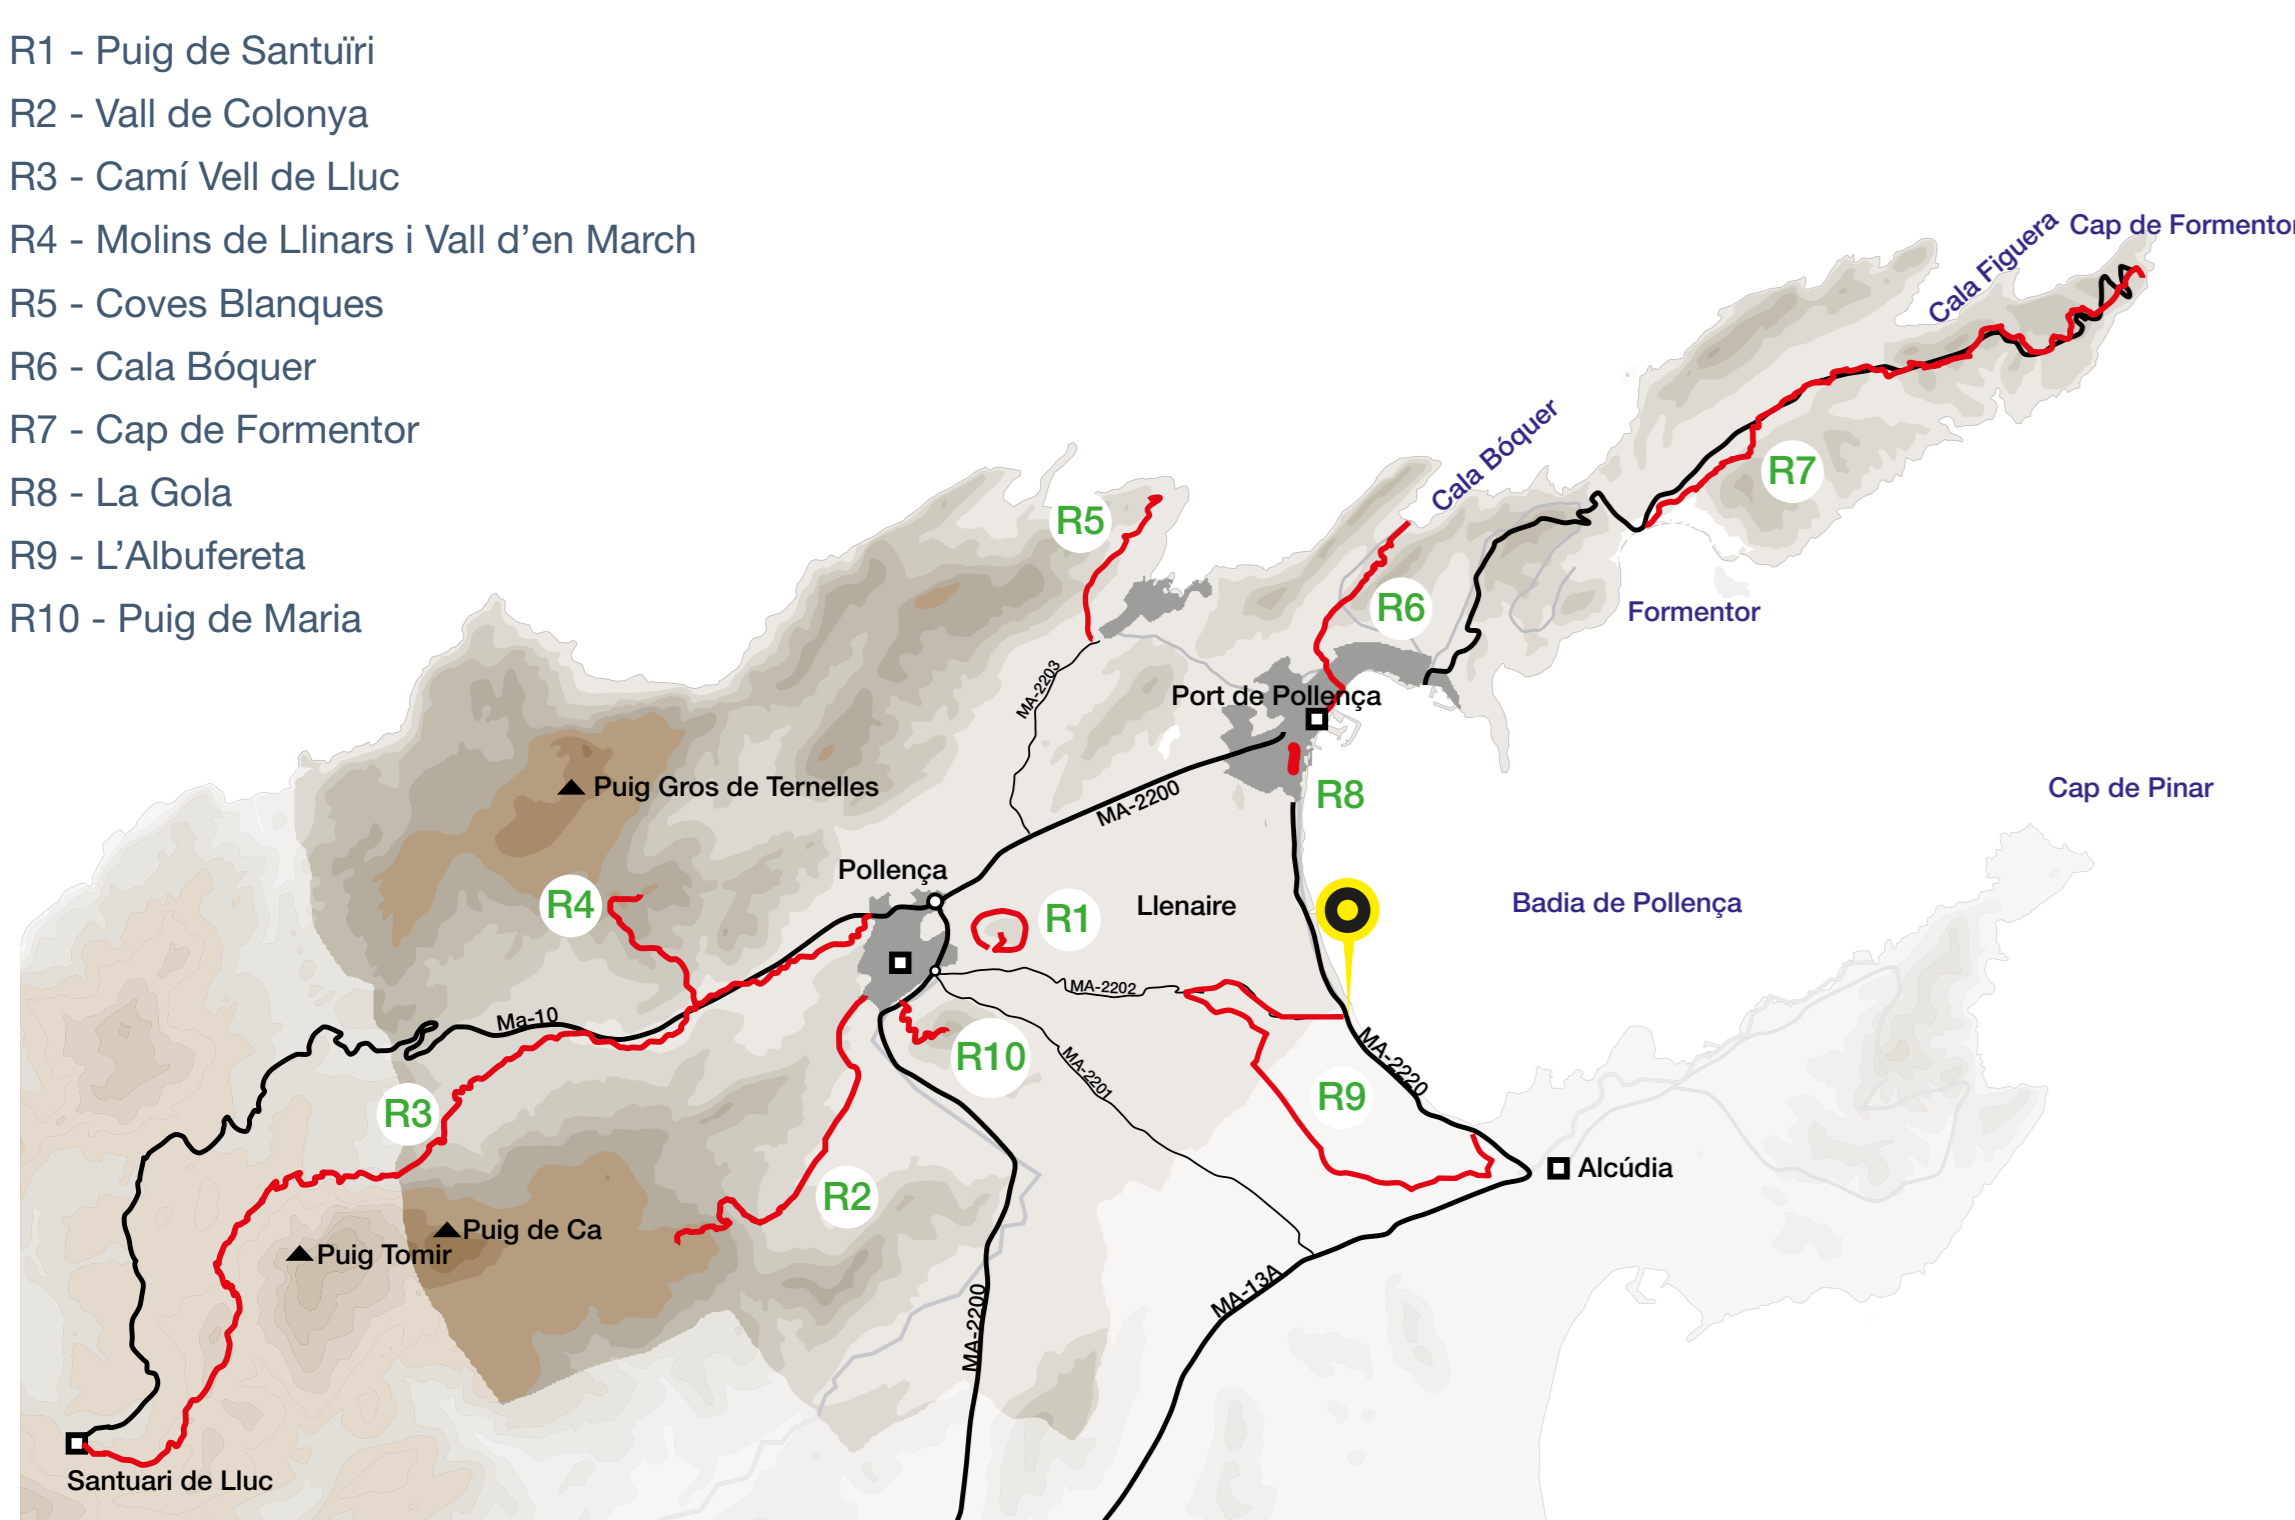 R1 - Puig de Santuïri
R2 - Vall de Colonya
R3 - Camí Vell de Lluc
R4 - Molins de Llinars i Vall d’en March
R5 - Coves Blanques
R6 - Cala Bóquer
R7 - Cap de Formentor
R8 - La Gola
R9 - L’Albufereta
R10 - Puig de Maria
Cap de Formentor
Cala Figuera
Cala Bóquer
R7
R5
R6
Formentor
MA-2203
Port de Pollença
Puig Gros de Ternelles
MA-2200
R8
Cap de Pinar
Pollença
R4
R1
Llenaire
Badia de Pollença
MA-2202
Ma-10
R10
MA-2201
MA-2220
R9
R3
Alcúdia
R2
Puig de Ca
Puig Tomir
MA-13A
MA-2200
Santuari de Lluc